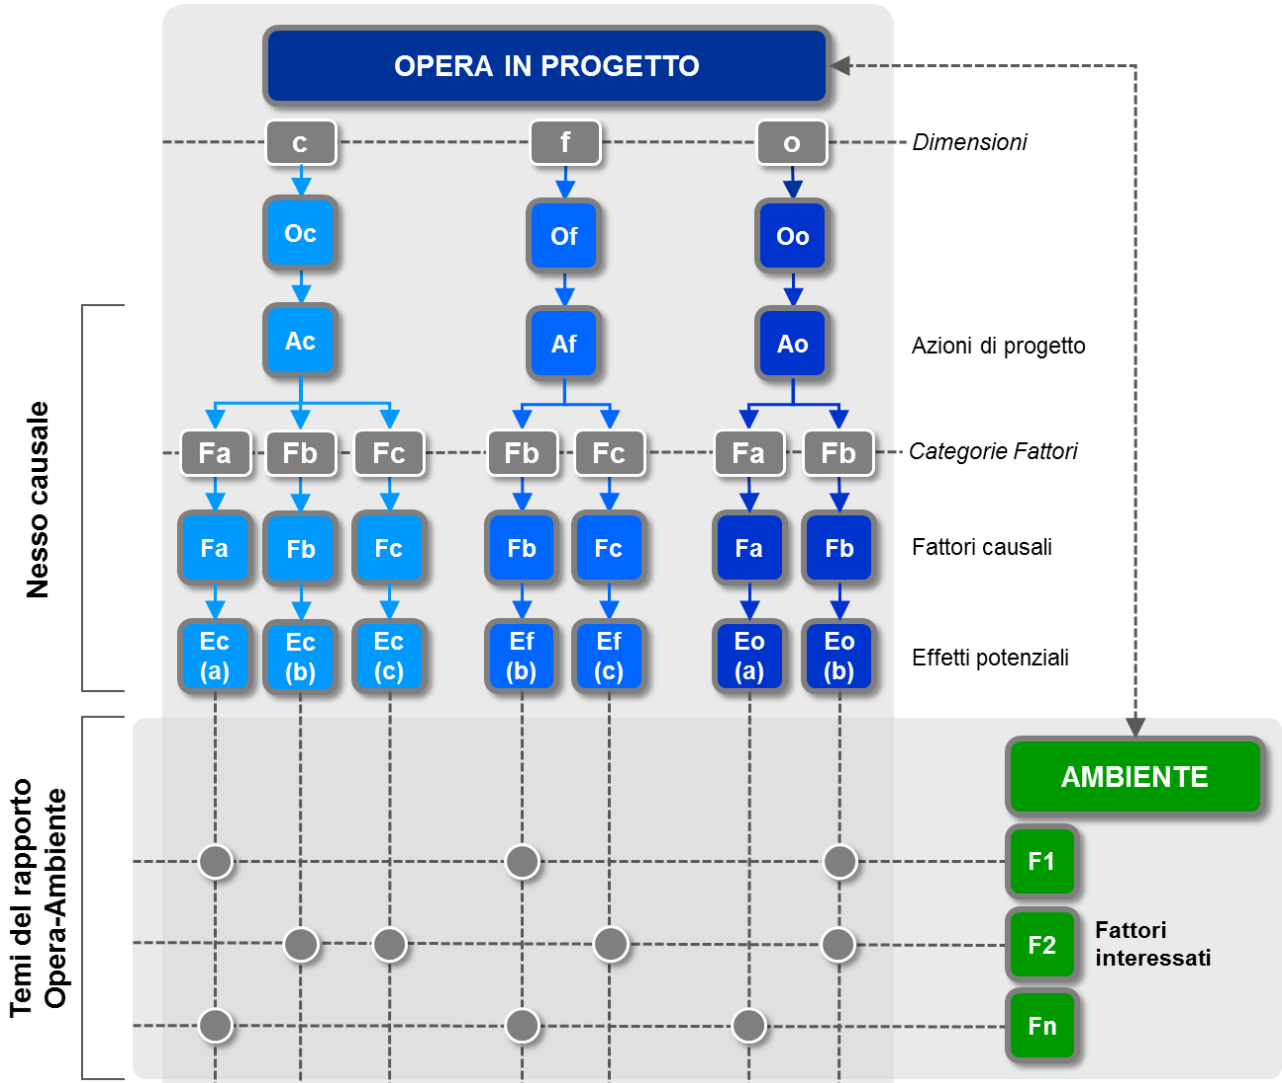 OPERA IN PROGETTO
c f o Dimensioni
Oc Of Oo
Ac Af Ao Azioni di progetto
Fa Fb Fc Fb Fc Fa Fb Categorie Fattori
Fa Fb Fc Fb Fc Fa Fb Fattori causali
Ec (a) Ec (b) Ec (c) Ef (b) Ef (c) Eo (a) Eo (b) Effetti potenziali
Nesso causale
AMBIENTE
F1
F2
Fattori
interessati
Fn
Temi del rapporto
Opera-Ambiente